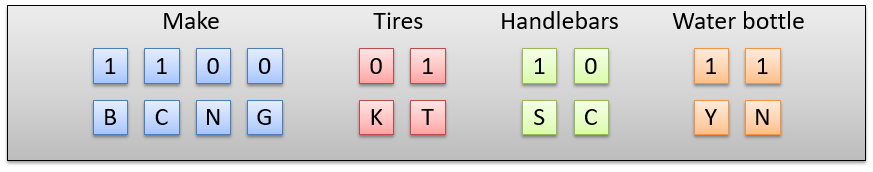 Make Tires Handlebars Water bottle
1 1 0 0 0 1 1 0 1 1
B C N G K T S C Y N